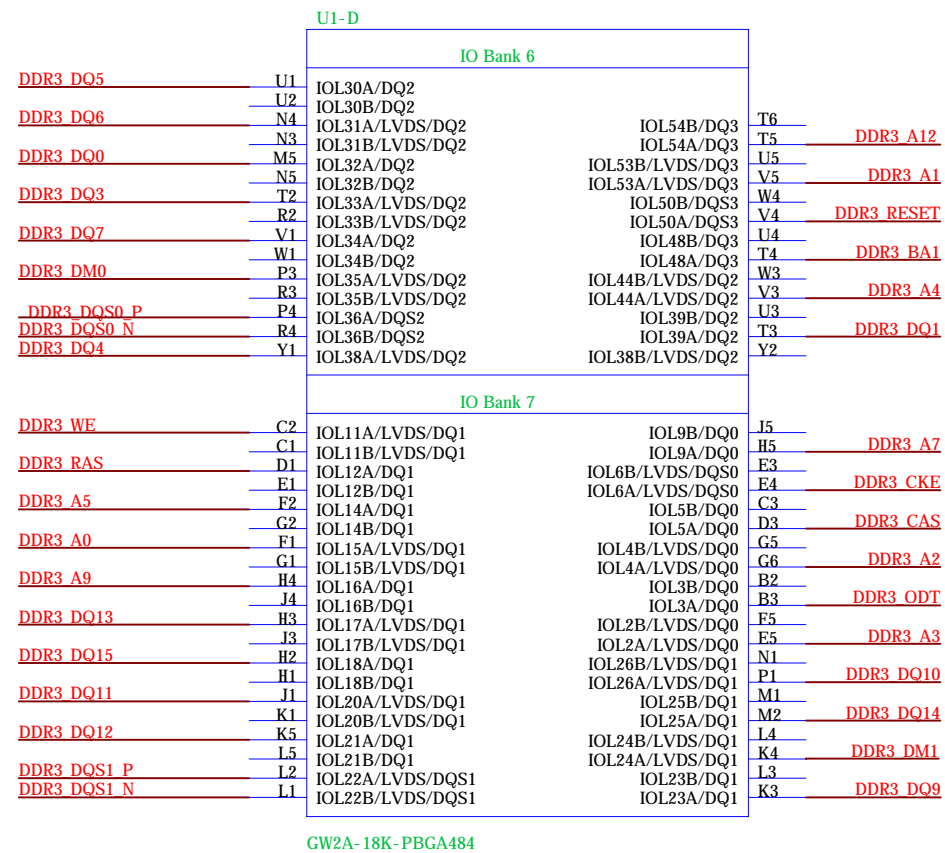 U1-D
IO Bank 6
DDR3_DQ5 U1 IOL30A/DQ2
U2 IOL30B/DQ2
DDR3_DQ6 N4 IOL31A/LVDS/DQ2 IOL54B/DQ3 T6
N3 IOL31B/LVDS/DQ2 IOL54A/DQ3 T5 DDR3_A12
DDR3_DQ0 M5 IOL32A/DQ2 IOL53B/LVDS/DQ3 U5
N5 IOL32B/DQ2 IOL53A/LVDS/DQ3 V5 DDR3_A1
DDR3_DQ3 T2 IOL33A/LVDS/DQ2 IOL50B/DQS3 W4
R2 IOL33B/LVDS/DQ2 IOL50A/DQS3 V4 DDR3_RESET
DDR3_DQ7 V1 IOL34A/DQ2 IOL48B/DQ3 U4
W1 IOL34B/DQ2 IOL48A/DQ3 T4 DDR3_BA1
DDR3_DM0 P3 IOL35A/LVDS/DQ2 IOL44B/LVDS/DQ2 W3
R3 IOL35B/LVDS/DQ2 IOL44A/LVDS/DQ2 V3 DDR3_A4
DDR3_DQS0_P P4 IOL36A/DQS2 IOL39B/DQ2 U3
DDR3_DQS0_N R4 IOL36B/DQS2 IOL39A/DQ2 T3 DDR3_DQ1
DDR3_DQ4 Y1 IOL38A/LVDS/DQ2 IOL38B/LVDS/DQ2 Y2
IO Bank 7
DDR3_WE C2 IOL11A/LVDS/DQ1 IOL9B/DQ0 J5
C1 IOL11B/LVDS/DQ1 IOL9A/DQ0 H5 DDR3_A7
DDR3_RAS D1 IOL12A/DQ1 IOL6B/LVDS/DQS0 E3
E1 IOL12B/DQ1 IOL6A/LVDS/DQS0 E4 DDR3_CKE
DDR3_A5 F2 IOL14A/DQ1 IOL5B/DQ0 C3
G2 IOL14B/DQ1 IOL5A/DQ0 D3 DDR3_CAS
DDR3_A0 F1 IOL15A/LVDS/DQ1 IOL4B/LVDS/DQ0 G5
G1 IOL15B/LVDS/DQ1 IOL4A/LVDS/DQ0 G6 DDR3_A2
DDR3_A9 H4 IOL16A/DQ1 IOL3B/DQ0 B2
J4 IOL16B/DQ1 IOL3A/DQ0 B3 DDR3_ODT
DDR3_DQ13 H3 IOL17A/LVDS/DQ1 IOL2B/LVDS/DQ0 F5
J3 IOL17B/LVDS/DQ1 IOL2A/LVDS/DQ0 E5 DDR3_A3
DDR3_DQ15 H2 IOL18A/DQ1 IOL26B/LVDS/DQ1 N1
H1 IOL18B/DQ1 IOL26A/LVDS/DQ1 P1 DDR3_DQ10
DDR3_DQ11 J1 IOL20A/LVDS/DQ1 IOL25B/DQ1 M1
K1 IOL20B/LVDS/DQ1 IOL25A/DQ1 M2 DDR3_DQ14
DDR3_DQ12 K5 IOL21A/DQ1 IOL24B/LVDS/DQ1 L4
L5 IOL21B/DQ1 IOL24A/LVDS/DQ1 K4 DDR3_DM1
DDR3_DQS1_P L2 IOL22A/LVDS/DQS1 IOL23B/DQ1 L3
DDR3_DQS1_N L1 IOL22B/LVDS/DQS1 IOL23A/DQ1 K3 DDR3_DQ9
GW2A-18K-PBGA484